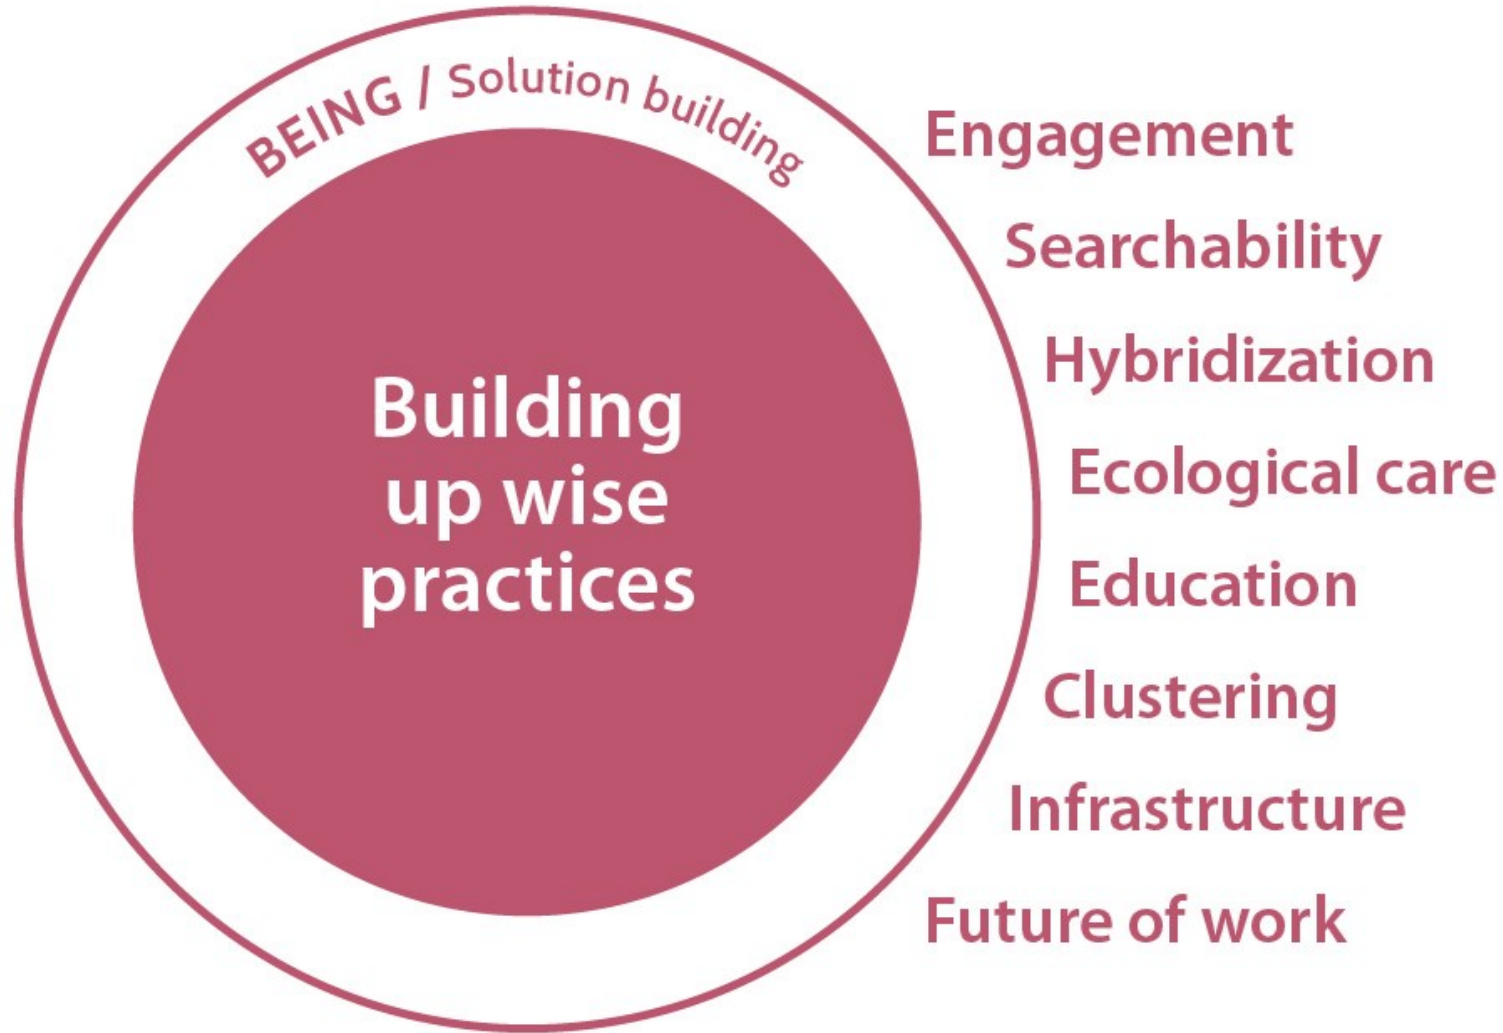 BEING / Solution building
Building
up wise
practices
Engagement
Searchability
Hybridization
Ecological care
Education
Clustering
Infrastructure
Future of work